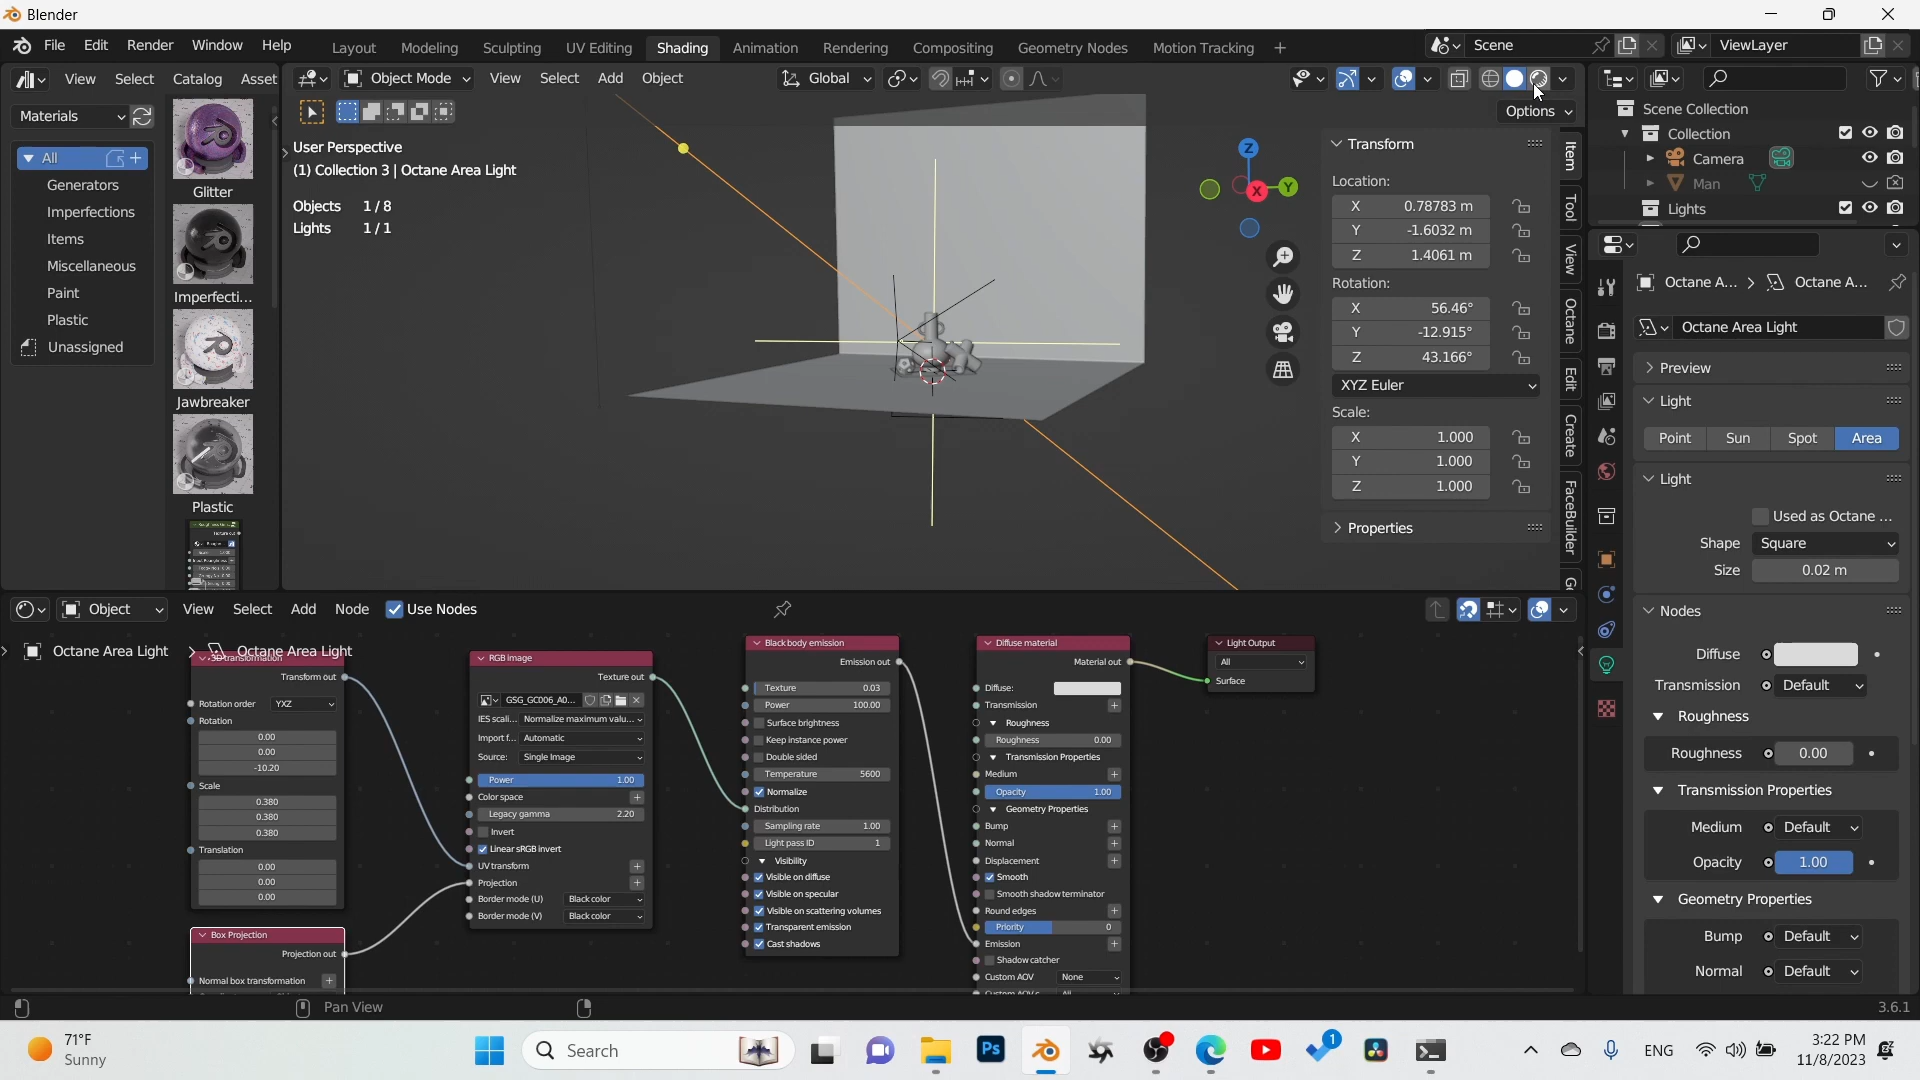 Blender
File Edit Render Window Help
Layout Modeling Sculpting UV Editing Shading Animation Rendering Compositing Geometry Nodes Motion Tracking
Scene
ViewLayer
View Select Catalog Asset
Object Mode View Select Add Object
Global
Options
Materials
All
Generators
Imperfections
Items
Miscellaneous
Paint
Plastic
Unassigned
Glitter
Imperfecti...
Jawbreaker
Plastic
User Perspective
(1) Collection 3 | Octane Area Light
Objects 1/8
Lights 1/1
Z
Y
X
Transform
Location:
X 0.78783 m
Y -1.6032 m
Z 1.4061 m
Rotation:
X 56.46°
Y -12.915°
Z 43.166°
XYZ Euler
Scale:
X 1.000
Y 1.000
Z 1.000
Properties
Item
Tool
View
Octane
Edit
Create
FaceBuilder
Scene Collection
Collection
Camera
Man
Lights
Octane A... Octane A...
Octane Area Light
Preview
Light
Point Sun Spot Area
Light
Used as Octane ...
Shape Square
Size 0.02 m
Nodes
Diffuse
Transmission Default
Roughness
Roughness 0.00
Transmission Properties
Medium Default
Opacity 1.00
Geometry Properties
Bump Default
Normal Default
Object View Select Add Node Use Nodes
Octane Area Light Octane Area Light
3D transformation
Transform out
Rotation order YXZ
Rotation
0.00
0.00
-10.20
Scale
0.380
0.380
0.380
Translation
0.00
0.00
0.00
Box Projection
Projection out
Normal box transformation
RGB image
Texture out
GSG_GC006_A0...
IES scali... Normalize maximum valu...
Import f... Automatic
Source: Single Image
Power 1.00
Color space
Legacy gamma 2.20
Invert
Linear sRGB invert
UV transform
Projection
Border mode (U) Black color
Border mode (V) Black color
Black body emission
Emission out
Texture 0.03
Power 100.00
Surface brightness
Keep instance power
Double sided
Temperature 5600
Normalize
Distribution
Sampling rate 1.00
Light pass ID 1
Visibility
Visible on diffuse
Visible on specular
Visible on scattering volumes
Transparent emission
Cast shadows
Diffuse material
Material out
Diffuse:
Transmission
Roughness
Roughness 0.00
Transmission Properties
Medium
Opacity 1.00
Geometry Properties
Bump
Normal
Displacement
Smooth
Smooth shadow terminator
Round edges
Priority 0
Emission
Shadow catcher
Custom AOV None
Light Output
All
Surface
Pan View
3.6.1
71°F
Sunny
Search
Ps
1
ENG
3:22 PM
11/8/2023